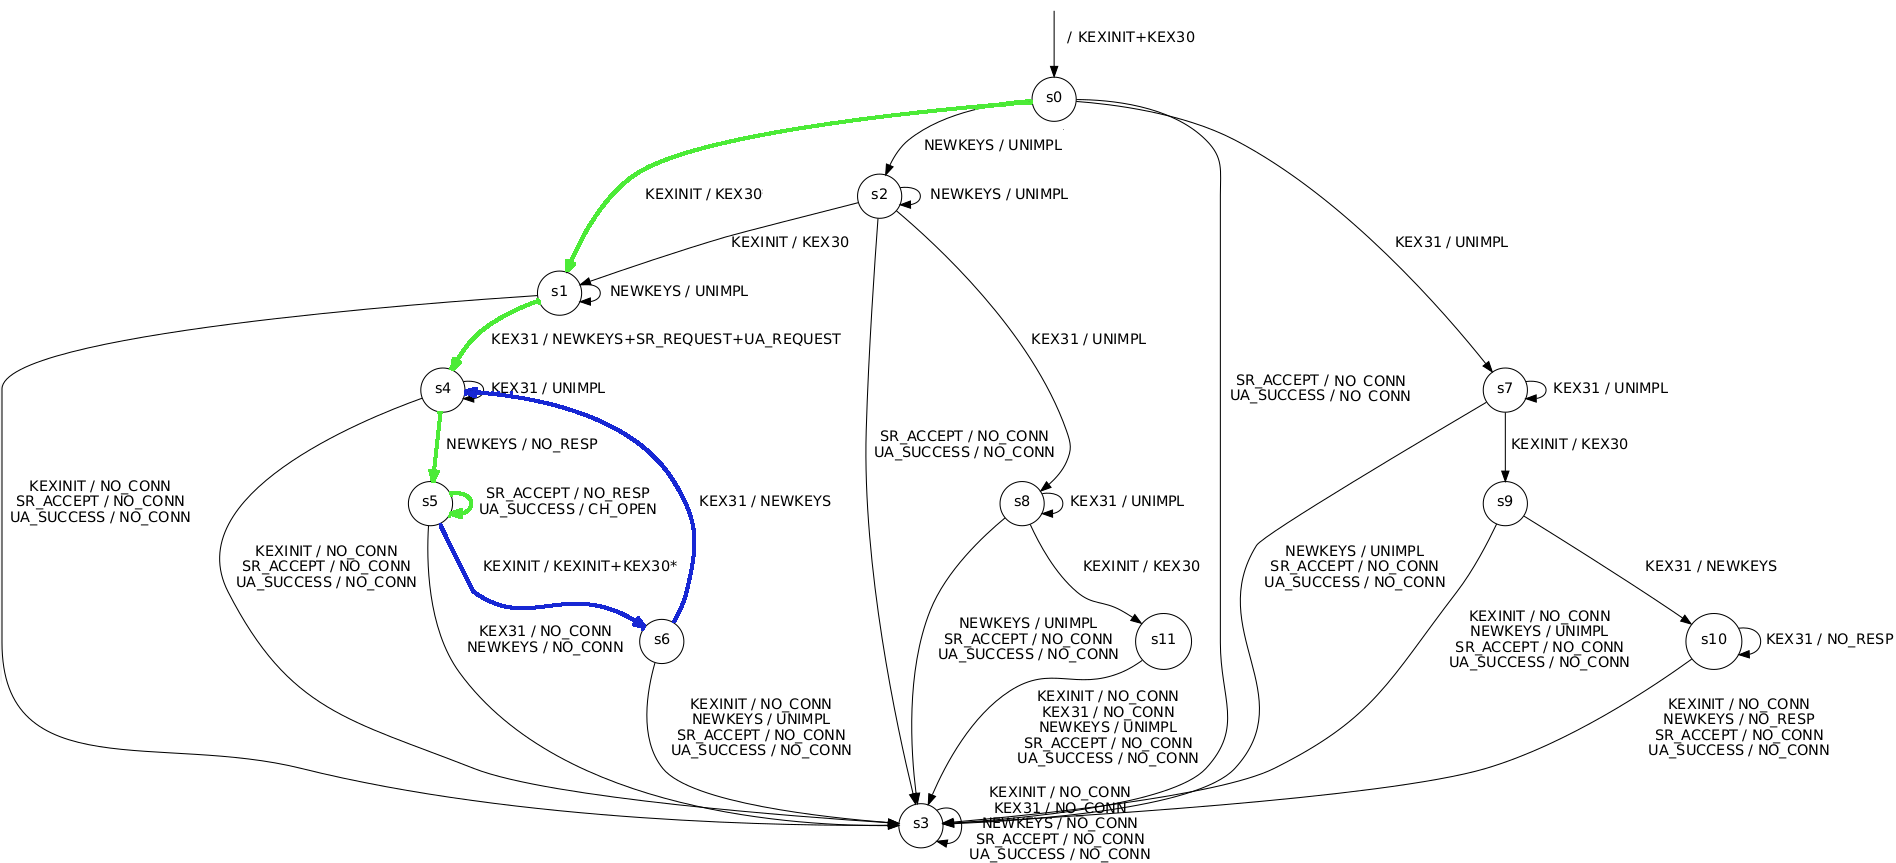 / KEXINIT+KEX30
s0
NEWKEYS / UNIMPL
KEXINIT / KEX30
s2
NEWKEYS / UNIMPL
KEXINIT / KEX30
KEX31 / UNIMPL
s1
NEWKEYS / UNIMPL
KEX31 / NEWKEYS+SR_REQUEST+UA_REQUEST
KEX31 / UNIMPL
s4
KEX31 / UNIMPL
SR_ACCEPT / NO_CONN
UA_SUCCESS / NO_CONN
s7
KEX31 / UNIMPL
NEWKEYS / NO_RESP
SR_ACCEPT / NO_CONN
UA_SUCCESS / NO_CONN
KEXINIT / KEX30
KEXINIT / NO_CONN
SR_ACCEPT / NO_CONN
UA_SUCCESS / NO_CONN
s5
SR_ACCEPT / NO_RESP
UA_SUCCESS / CH_OPEN
KEX31 / NEWKEYS
s8
KEX31 / UNIMPL
s9
KEXINIT / NO_CONN
SR_ACCEPT / NO_CONN
UA_SUCCESS / NO_CONN
KEXINIT / KEXINIT+KEX30*
KEXINIT / KEX30
NEWKEYS / UNIMPL
SR_ACCEPT / NO_CONN
UA_SUCCESS / NO_CONN
KEX31 / NEWKEYS
KEX31 / NO_CONN
NEWKEYS / NO_CONN
s6
NEWKEYS / UNIMPL
SR_ACCEPT / NO_CONN
UA_SUCCESS / NO_CONN
s11
KEXINIT / NO_CONN
NEWKEYS / UNIMPL
SR_ACCEPT / NO_CONN
UA_SUCCESS / NO_CONN
s10
KEX31 / NO_RESP
KEXINIT / NO_CONN
NEWKEYS / UNIMPL
SR_ACCEPT / NO_CONN
UA_SUCCESS / NO_CONN
KEXINIT / NO_CONN
KEX31 / NO_CONN
NEWKEYS / UNIMPL
SR_ACCEPT / NO_CONN
UA_SUCCESS / NO_CONN
KEXINIT / NO_CONN
NEWKEYS / NO_RESP
SR_ACCEPT / NO_CONN
UA_SUCCESS / NO_CONN
s3
KEXINIT / NO_CONN
KEX31 / NO_CONN
NEWKEYS / NO_CONN
SR_ACCEPT / NO_CONN
UA_SUCCESS / NO_CONN